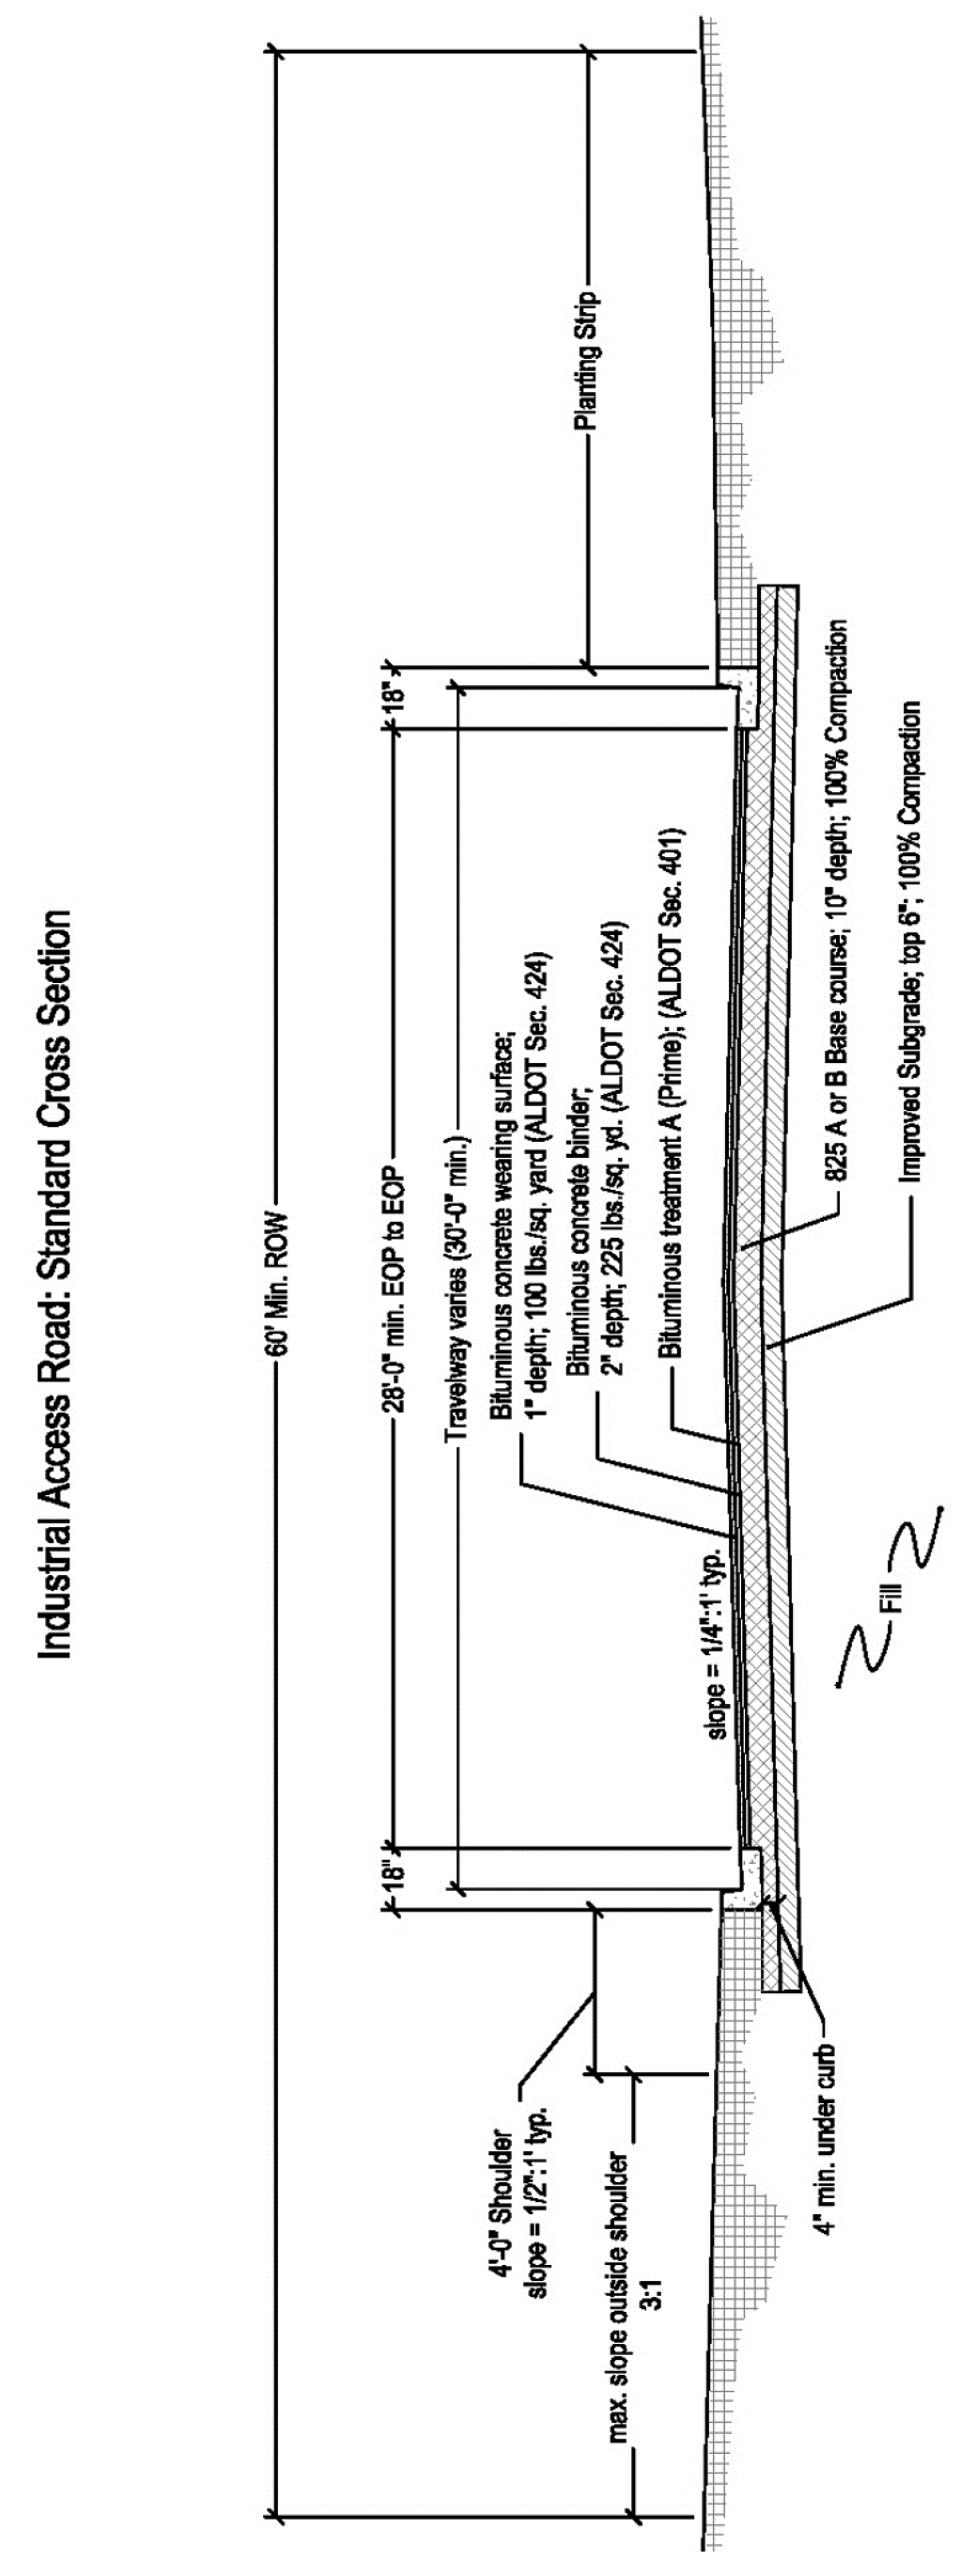 Industrial Access Road: Standard Cross Section
60' Min. ROW
28'-0" min. EOP to EOP
18"
18"
Travelway varies (30'-0" min.)
4'-0" Shoulder
slope = 1/2":1' typ.
max. slope outside shoulder
3:1
Bituminous concrete wearing surface;
1" depth; 100 lbs./sq. yard (ALDOT Sec. 424)
Bituminous concrete binder;
2" depth; 225 lbs./sq. yd. (ALDOT Sec. 424)
Bituminous treatment A (Prime); (ALDOT Sec. 401)
Planting Strip
slope = 1/4":1' typ.
4" min. under curb
Fill
825 A or B Base course; 10" depth; 100% Compaction
Improved Subgrade; top 6"; 100% Compaction